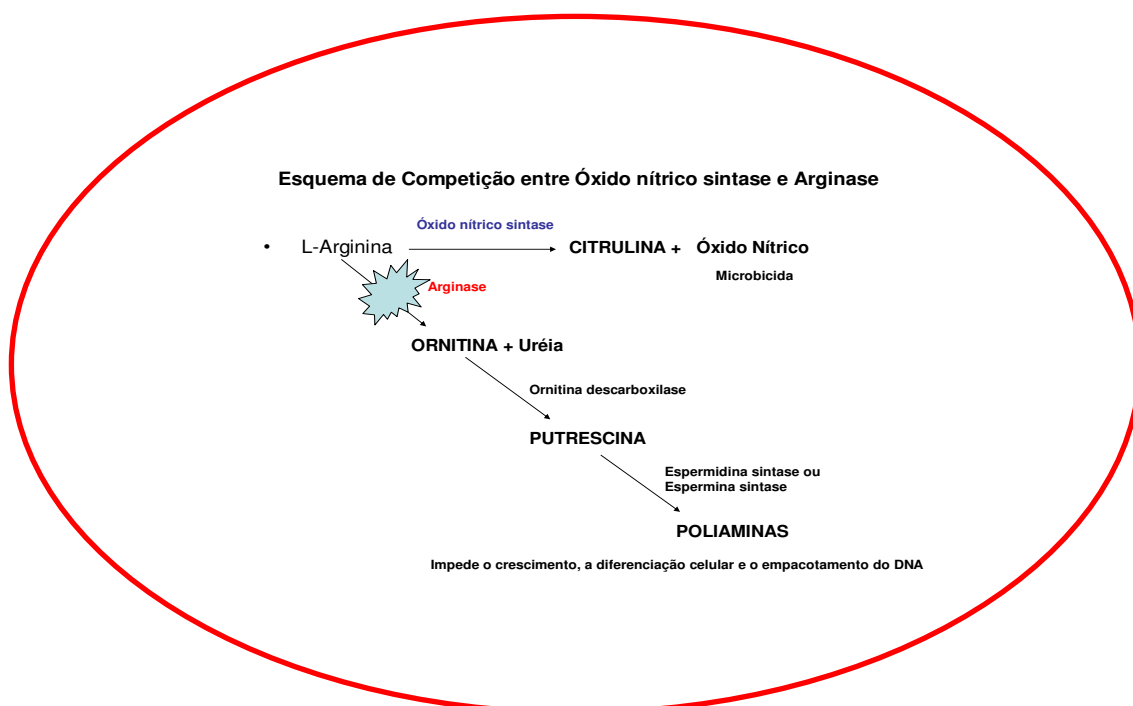 Esquema de Competição entre Óxido nítrico sintase e Arginase
Óxido nítrico sintase
• L-Arginina CITRULINA + Óxido Nítrico
Microbicida
Arginase
ORNITINA + Uréia
Ornitina descarboxilase
PUTRESCINA
Espermidina sintase ou
Espermina sintase
POLIAMINAS
Impede o crescimento, a diferenciação celular e o empacotamento do DNA